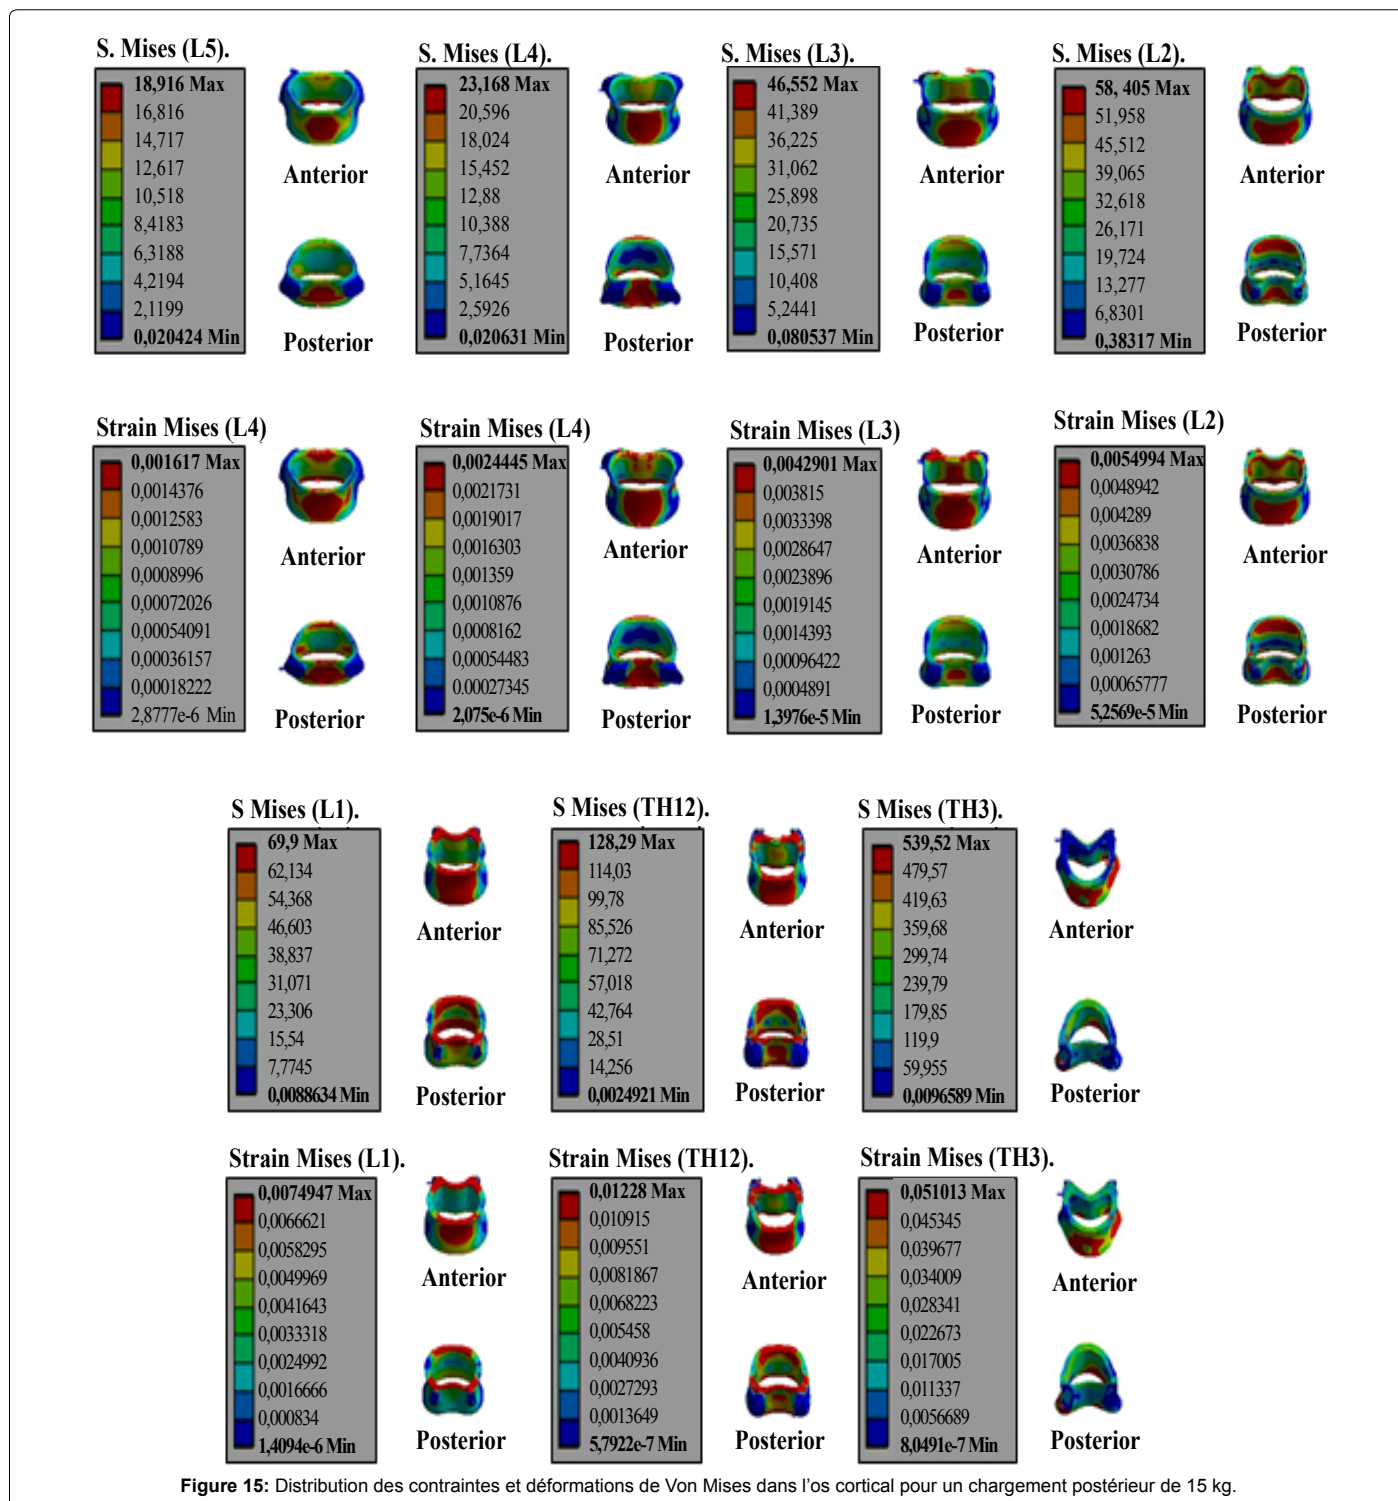 S. Mises (L5).
18,916 Max
16,816
14,717
12,617
10,518
8,4183
6,3188
4,2194
2,1199
0,020424 Min
Anterior
Posterior
S. Mises (L4).
23,168 Max
20,596
18,024
15,452
12,88
10,388
7,7364
5,1645
2,5926
0,020631 Min
Anterior
Posterior
S. Mises (L3).
46,552 Max
41,389
36,225
31,062
25,898
20,735
15,571
10,408
5,2441
0,080537 Min
Anterior
Posterior
S. Mises (L2).
58, 405 Max
51,958
45,512
39,065
32,618
26,171
19,724
13,277
6,8301
0,38317 Min
Anterior
Posterior
Strain Mises (L4)
0,001617 Max
0,0014376
0,0012583
0,0010789
0,0008996
0,00072026
0,00054091
0,00036157
0,00018222
2,8777e-6 Min
Anterior
Posterior
Strain Mises (L4)
0,0024445 Max
0,0021731
0,0019017
0,0016303
0,001359
0,0010876
0,0008162
0,00054483
0,00027345
2,075e-6 Min
Anterior
Posterior
Strain Mises (L3)
0,0042901 Max
0,003815
0,0033398
0,0028647
0,0023896
0,0019145
0,0014393
0,00096422
0,0004891
1,3976e-5 Min
Anterior
Posterior
Strain Mises (L2)
0,0054994 Max
0,0048942
0,004289
0,0036838
0,0030786
0,0024734
0,0018682
0,001263
0,00065777
5,2569e-5 Min
Anterior
Posterior
S Mises (L1).
69,9 Max
62,134
54,368
46,603
38,837
31,071
23,306
15,54
7,7745
0,0088634 Min
Anterior
Posterior
S Mises (TH12).
128,29 Max
114,03
99,78
85,526
71,272
57,018
42,764
28,51
14,256
0,0024921 Min
Anterior
Posterior
S Mises (TH3).
539,52 Max
479,57
419,63
359,68
299,74
239,79
179,85
119,9
59,955
0,0096589 Min
Anterior
Posterior
Strain Mises (L1).
0,0074947 Max
0,0066621
0,0058295
0,0049969
0,0041643
0,0033318
0,0024992
0,0016666
0,000834
1,4094e-6 Min
Anterior
Posterior
Strain Mises (TH12).
0,01228 Max
0,010915
0,009551
0,0081867
0,0068223
0,005458
0,0040936
0,0027293
0,0013649
5,7922e-7 Min
Anterior
Posterior
Strain Mises (TH3).
0,051013 Max
0,045345
0,039677
0,034009
0,028341
0,022673
0,017005
0,011337
0,0056689
8,0491e-7 Min
Anterior
Posterior
Figure 15: Distribution des contraintes et déformations de Von Mises dans l'os cortical pour un chargement postérieur de 15 kg.